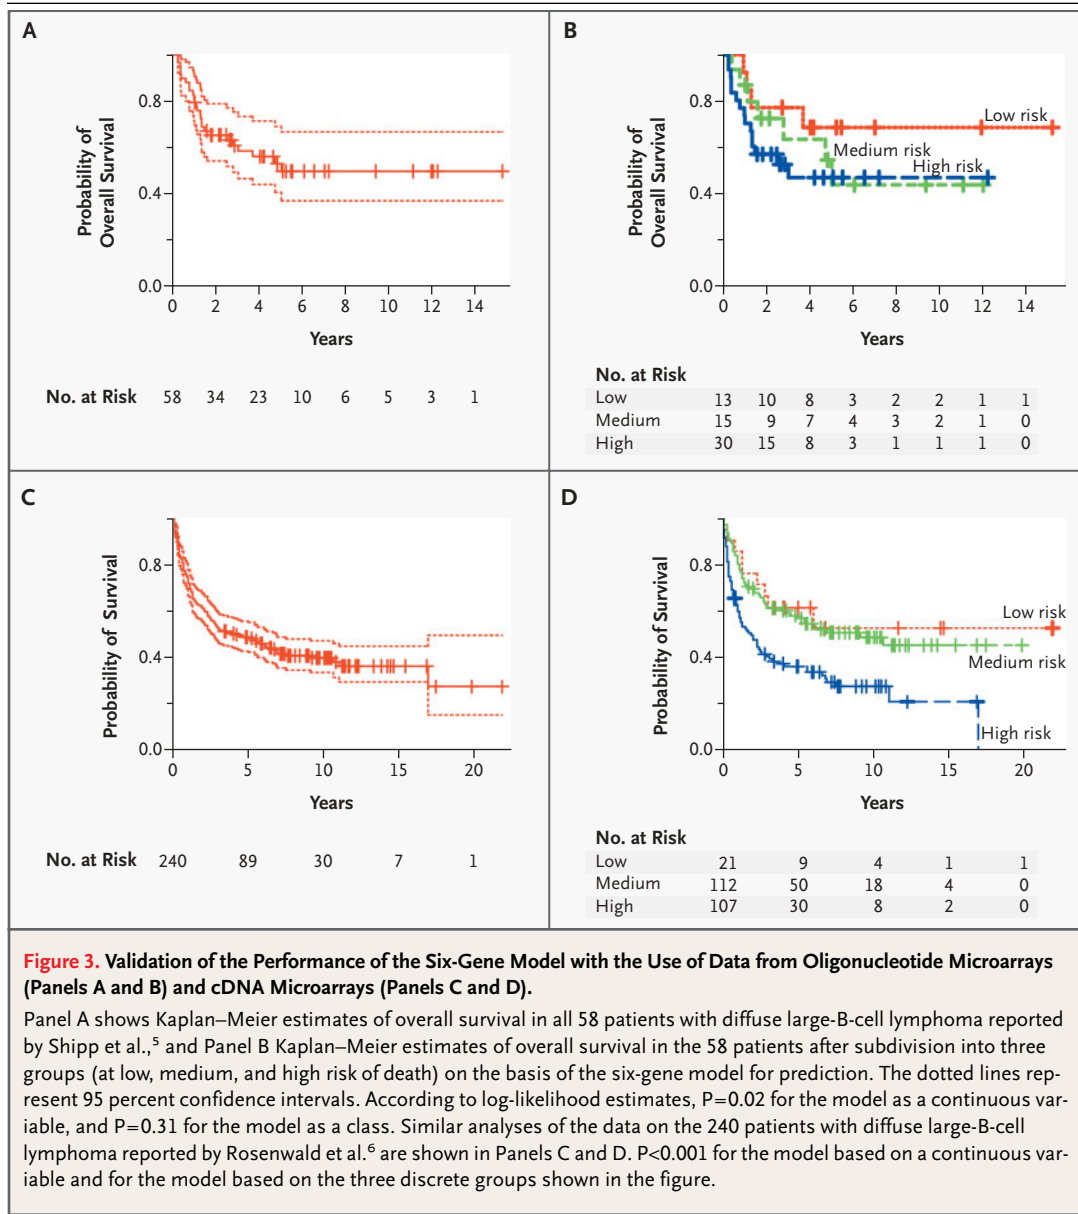 A
Probability of
Overall Survival
0.8
0.4
0.0
0 2 4 6 8 10 12 14
Years
No. at Risk 58 34 23 10 6 5 3 1
B
Probability of
Overall Survival
0.8
0.4
0.0
Low risk
Medium risk
High risk
0 2 4 6 8 10 12 14
Years
No. at Risk
Low 13 10 8 3 2 2 1 1
Medium 15 9 7 4 3 2 1 0
High 30 15 8 3 1 1 1 0
C
Probability of Survival
0.8
0.4
0.0
0 5 10 15 20
Years
No. at Risk 240 89 30 7 1
D
Probability of Survival
0.8
0.4
0.0
Low risk
Medium risk
High risk
0 5 10 15 20
Years
No. at Risk
Low 21 9 4 1 1
Medium 112 50 18 4 0
High 107 30 8 2 0
Figure 3. Validation of the Performance of the Six-Gene Model with the Use of Data from Oligonucleotide Microarrays
(Panels A and B) and cDNA Microarrays (Panels C and D).
Panel A shows Kaplan–Meier estimates of overall survival in all 58 patients with diffuse large-B-cell lymphoma reported
by Shipp et al.,⁵ and Panel B Kaplan–Meier estimates of overall survival in the 58 patients after subdivision into three
groups (at low, medium, and high risk of death) on the basis of the six-gene model for prediction. The dotted lines rep-
resent 95 percent confidence intervals. According to log-likelihood estimates, P=0.02 for the model as a continuous var-
iable, and P=0.31 for the model as a class. Similar analyses of the data on the 240 patients with diffuse large-B-cell
lymphoma reported by Rosenwald et al.⁶ are shown in Panels C and D. P<0.001 for the model based on a continuous var-
iable and for the model based on the three discrete groups shown in the figure.